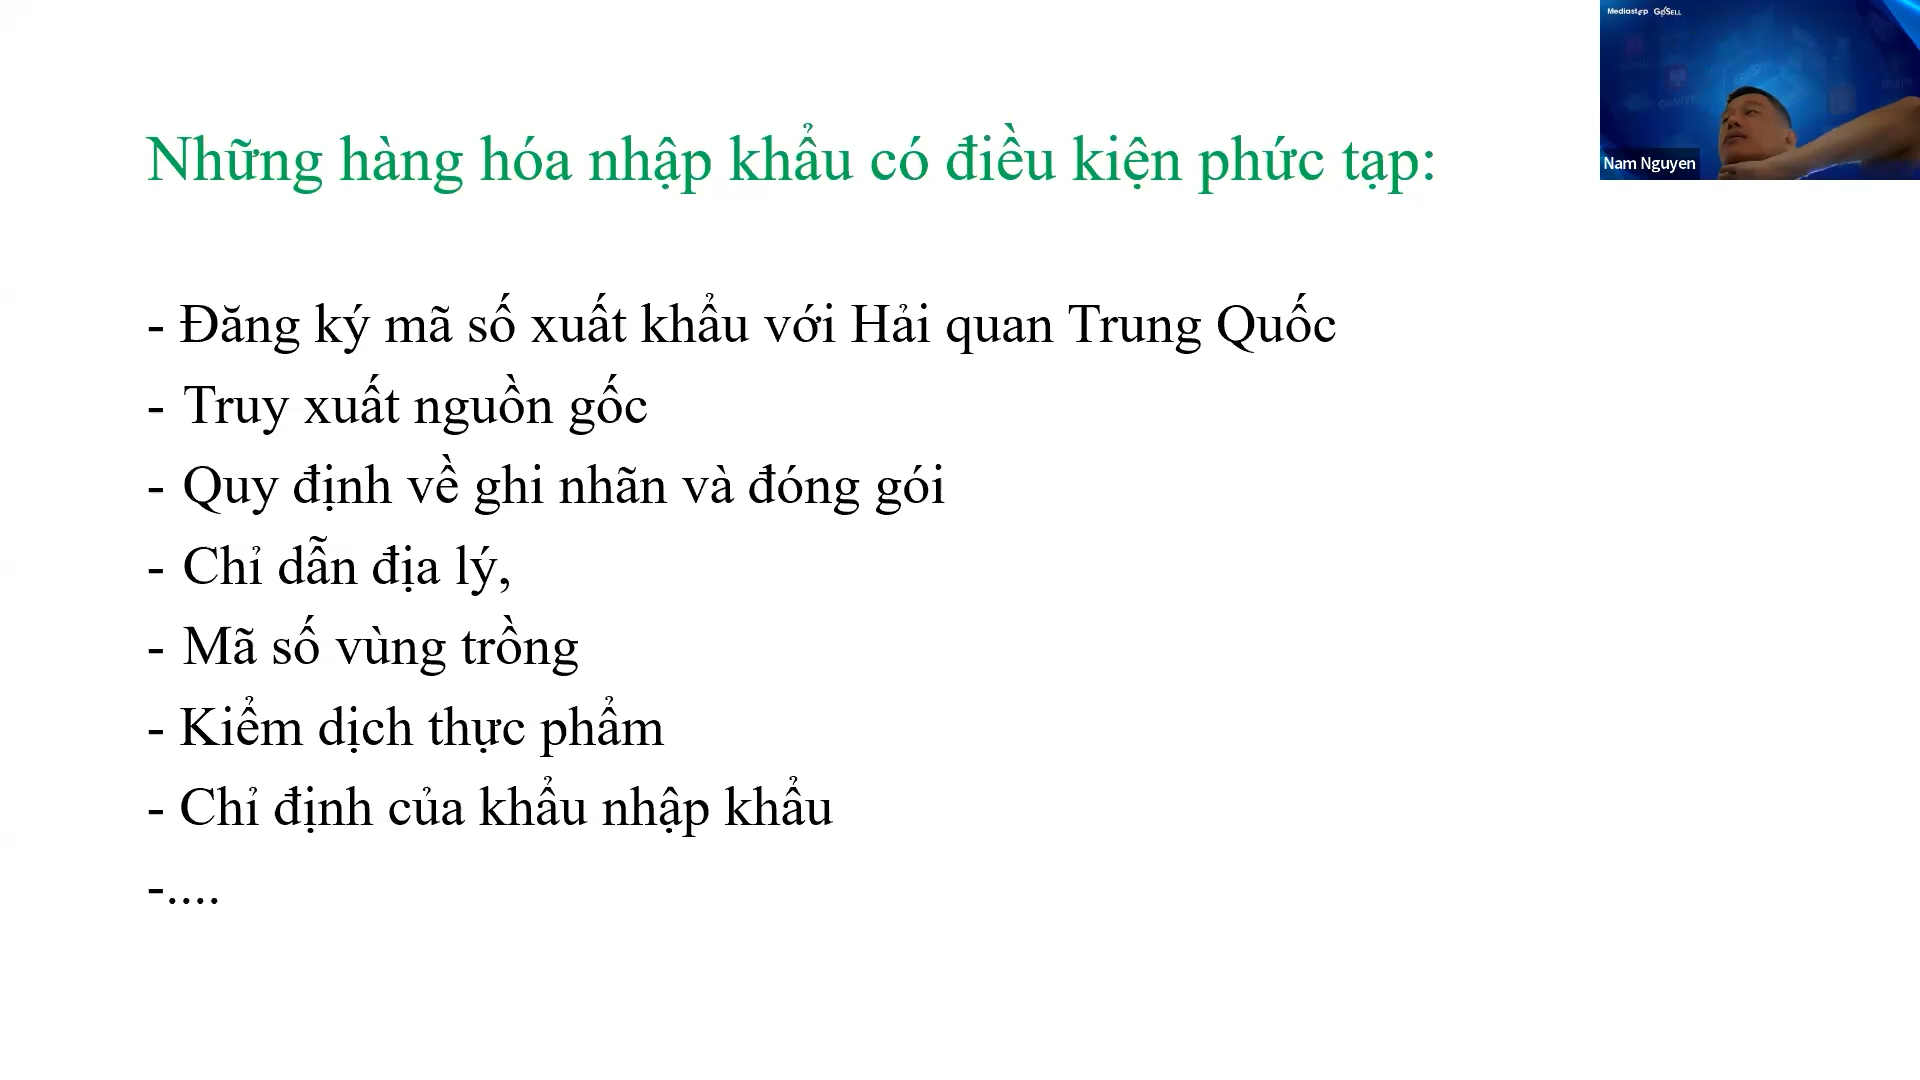 Mediastep GoSELL
Nam Nguyen
Những hàng hóa nhập khẩu có điều kiện phức tạp:
- Đăng ký mã số xuất khẩu với Hải quan Trung Quốc
- Truy xuất nguồn gốc
- Quy định về ghi nhãn và đóng gói
- Chỉ dẫn địa lý,
- Mã số vùng trồng
- Kiểm dịch thực phẩm
- Chỉ định của khẩu nhập khẩu
-....